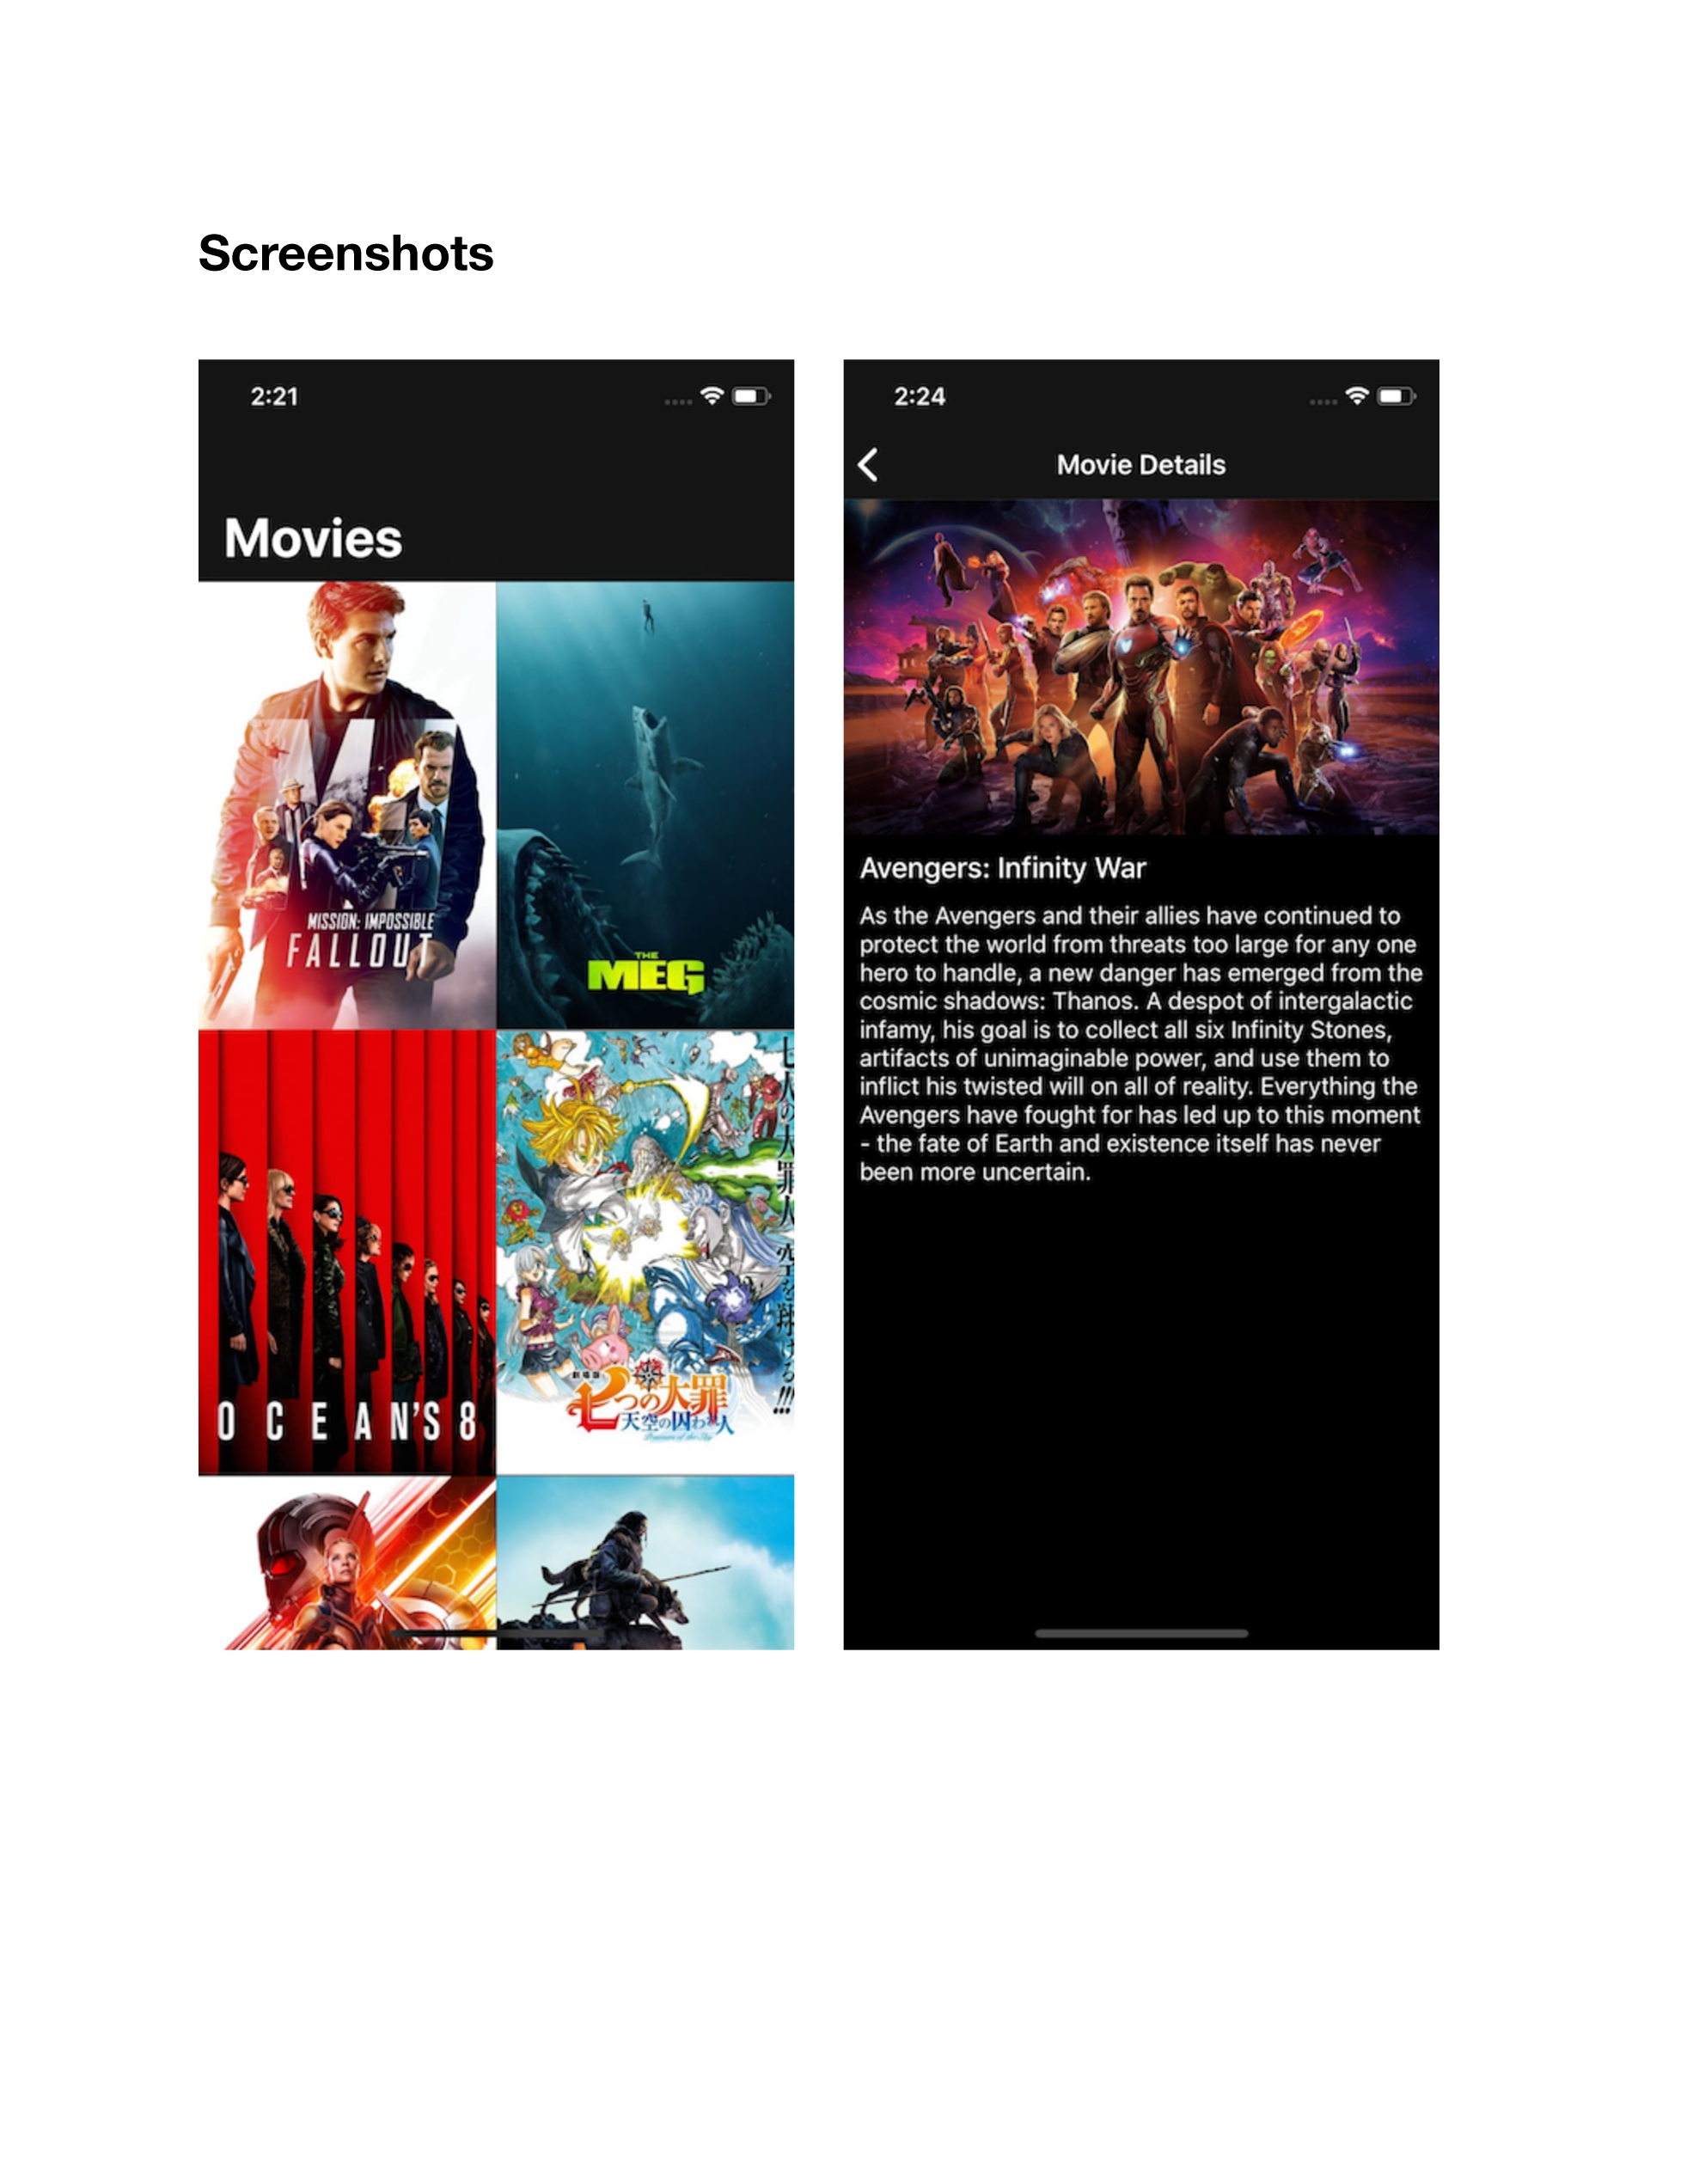 Screenshots
2:21
Movies
MISSION: IMPOSSIBLE
FALLOUT
THE
MEG
OCEAN'S 8
七人の大罪人、空を翔ける!!!
劇場版
七つの大罪
天空の囚われ人
Prisoners of the Sky
2:24
Movie Details
Avengers: Infinity War
As the Avengers and their allies have continued to
protect the world from threats too large for any one
hero to handle, a new danger has emerged from the
cosmic shadows: Thanos. A despot of intergalactic
infamy, his goal is to collect all six Infinity Stones,
artifacts of unimaginable power, and use them to
inflict his twisted will on all of reality. Everything the
Avengers have fought for has led up to this moment
- the fate of Earth and existence itself has never
been more uncertain.